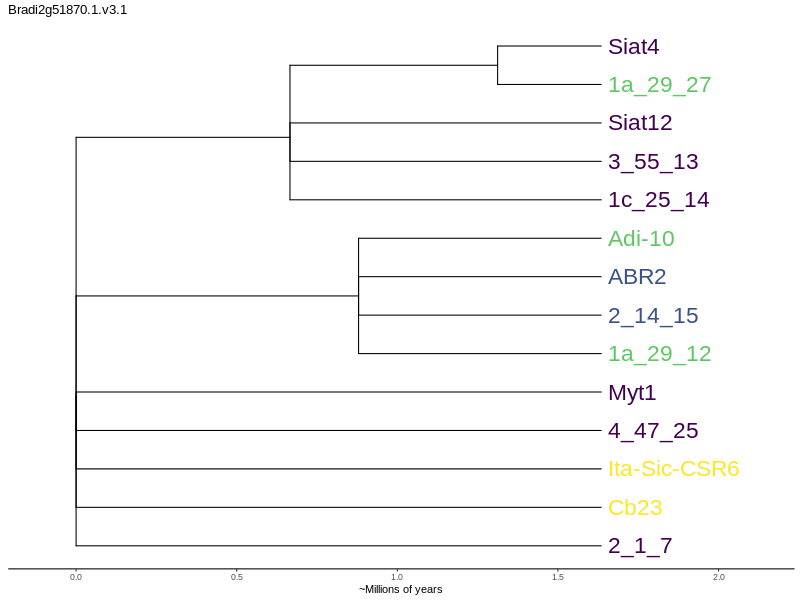 Bradi2g51870.1.v3.1
Siat4
1a_29_27
Siat12
3_55_13
1c_25_14
Adi-10
ABR2
2_14_15
1a_29_12
Myt1
4_47_25
Ita-Sic-CSR6
Cb23
2_1_7
0.0 0.5 1.0 1.5 2.0
~Millions of years